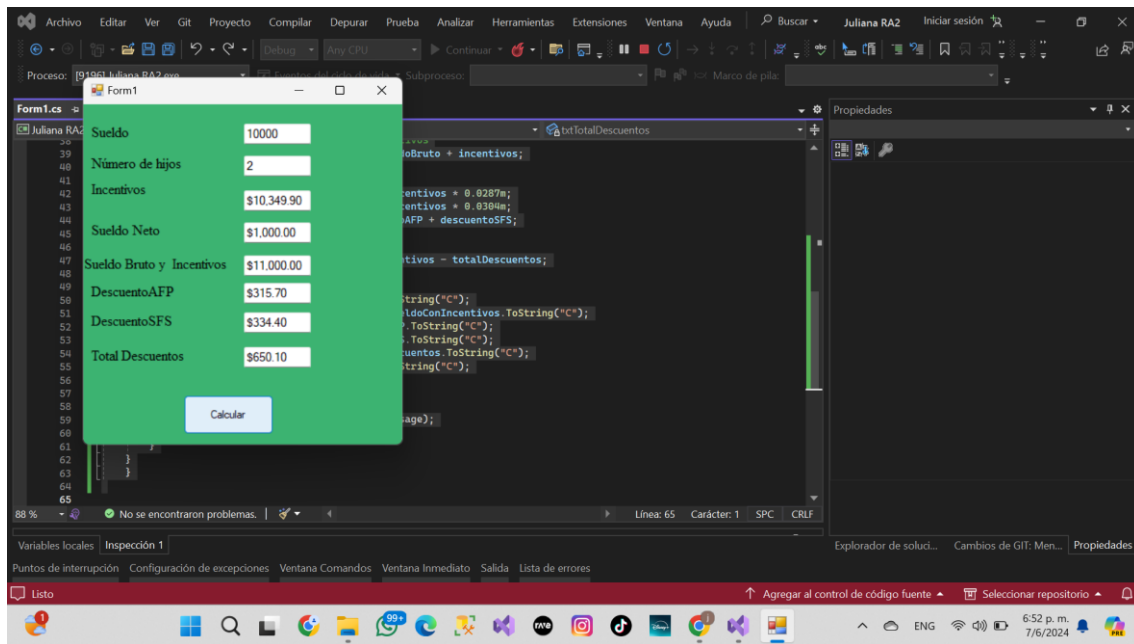 Archivo Editar Ver Git Proyecto Compilar Depurar Prueba Analizar Herramientas Extensiones Ventana Ayuda Buscar Juliana RA2 Iniciar sesión
Debug Any CPU Continuar
Proceso: [9196] Juliana RA2.exe Eventos del ciclo de vida Subproceso: Marco de pila:
Form1.cs
Juliana RA2
txtTotalDescuentos
Form1
Sueldo 10000
Número de hijos 2
Incentivos $10,349.90
Sueldo Neto $1,000.00
Sueldo Bruto y Incentivos $11,000.00
DescuentoAFP $315.70
DescuentoSFS $334.40
Total Descuentos $650.10
Calcular
38
39 doBruto + incentivos;
40
41
42 centivos * 0.0287m;
43 centivos * 0.0304m;
44 AFP + descuentoSFS;
45
46
47 tivos - totalDescuentos;
48
49
50 String("C");
51 ldoConIncentivos.ToString("C");
52 P.ToString("C");
53 S.ToString("C");
54 cuentos.ToString("C");
55 String("C");
56
57
58
59 sage);
60
61 }
62 }
63 }
64
65
88 % No se encontraron problemas. Línea: 65 Carácter: 1 SPC CRLF
Propiedades
Variables locales Inspección 1
Explorador de soluci... Cambios de GIT: Men... Propiedades
Puntos de interrupción Configuración de excepciones Ventana Comandos Ventana Inmediato Salida Lista de errores
Listo Agregar al control de código fuente Seleccionar repositorio
99+
ENG 6:52 p. m.
7/6/2024
PRE